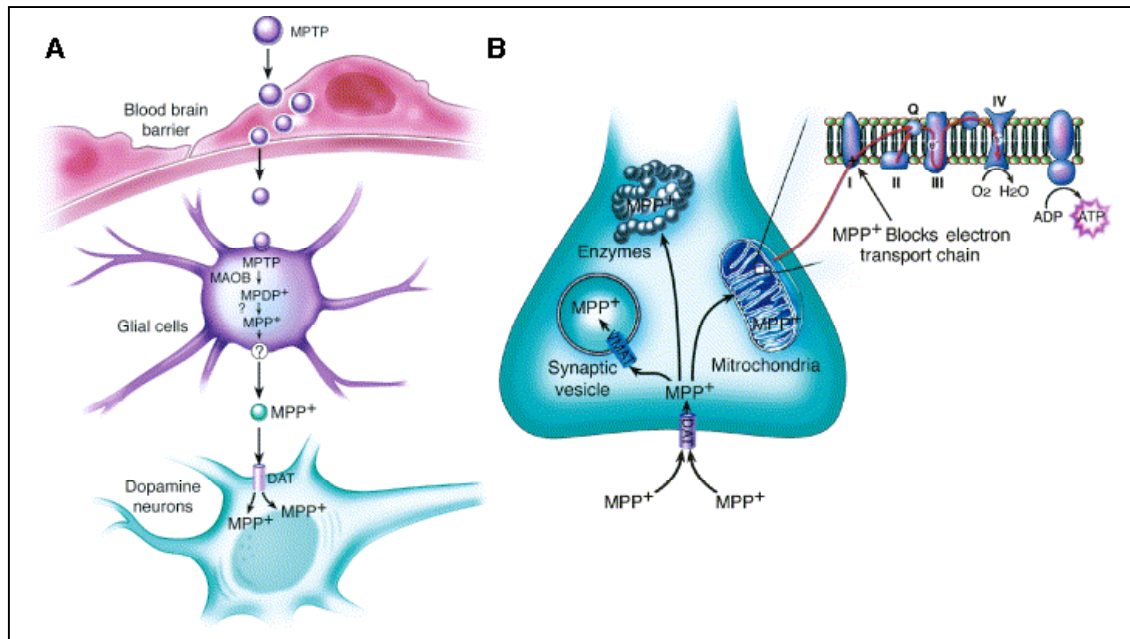 A
MPTP
Blood brain
barrier
MPTP
MAOB
MPDP+
?
MPP+
Glial cells
?
MPP+
DAT
Dopamine
neurons
MPP+
MPP+
B
MPP+
Enzymes
MPP+
VMAT
Synaptic
vesicle
MPP+
Mitrochondria
MPP+
DAT
MPP+
MPP+
Q
IV
I
II
III
O2
H2O
ADP
ATP
MPP+ Blocks electron
transport chain